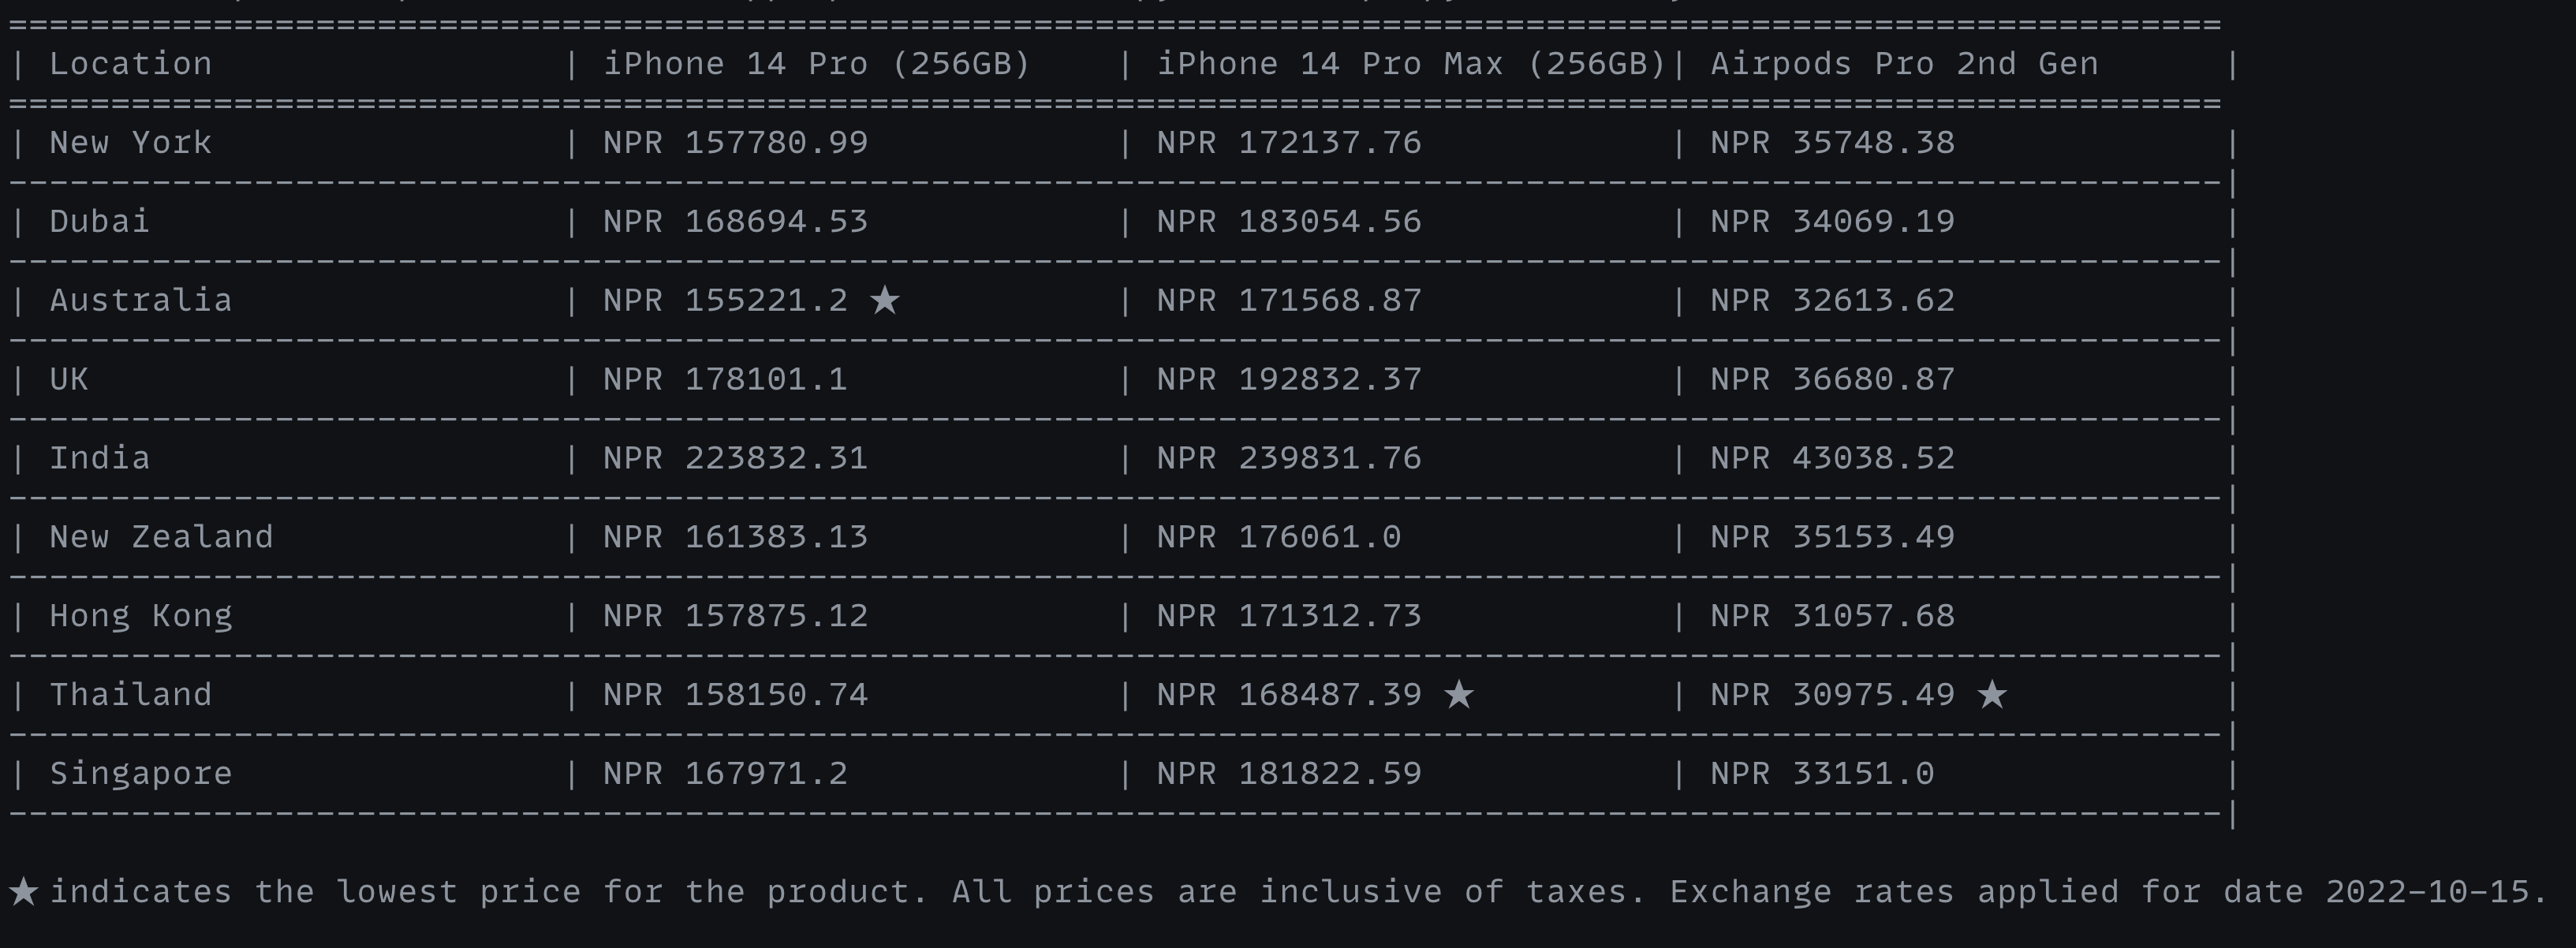 | Location | iPhone 14 Pro (256GB) | iPhone 14 Pro Max (256GB)| Airpods Pro 2nd Gen |
| New York | NPR 157780.99 | NPR 172137.76 | NPR 35748.38 |
| Dubai | NPR 168694.53 | NPR 183054.56 | NPR 34069.19 |
| Australia | NPR 155221.2 ★ | NPR 171568.87 | NPR 32613.62 |
| UK | NPR 178101.1 | NPR 192832.37 | NPR 36680.87 |
| India | NPR 223832.31 | NPR 239831.76 | NPR 43038.52 |
| New Zealand | NPR 161383.13 | NPR 176061.0 | NPR 35153.49 |
| Hong Kong | NPR 157875.12 | NPR 171312.73 | NPR 31057.68 |
| Thailand | NPR 158150.74 | NPR 168487.39 ★ | NPR 30975.49 ★ |
| Singapore | NPR 167971.2 | NPR 181822.59 | NPR 33151.0 |
★ indicates the lowest price for the product. All prices are inclusive of taxes. Exchange rates applied for date 2022-10-15.